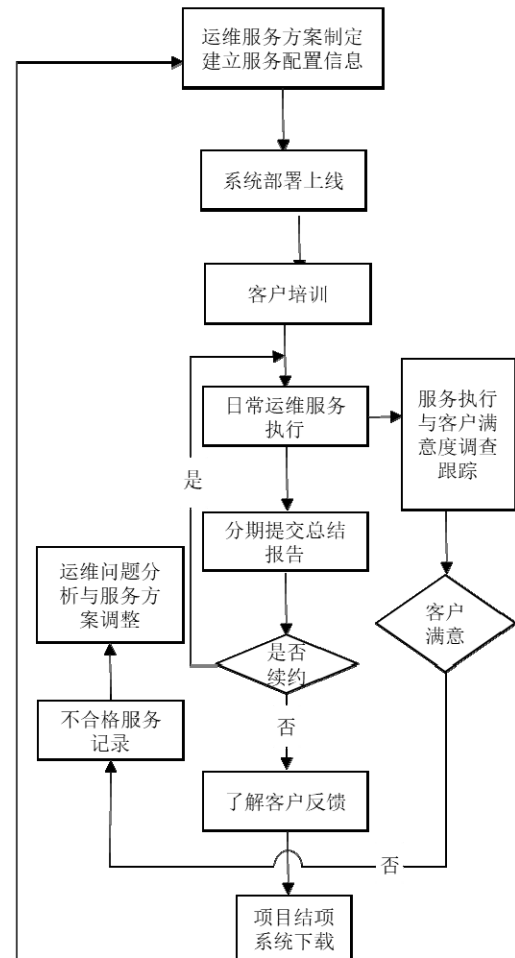 运维服务方案制定
建立服务配置信息
系统部署上线
客户培训
日常运维服务
执行
服务执行
与客户满
意度调查
跟踪
是
分期提交总结
报告
运维问题分
析与服务方
案调整
客户
满意
是否
续约
不合格服务
记录
否
了解客户反馈
否
项目结项
系统下载